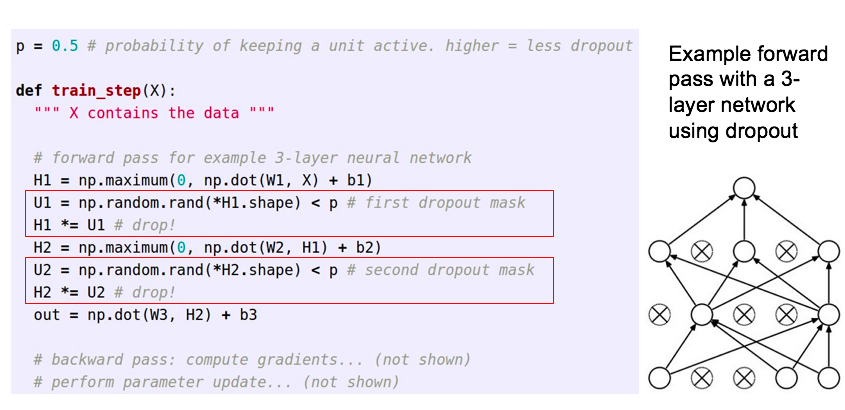 p = 0.5 # probability of keeping a unit active. higher = less dropout
def train_step(X):
""" X contains the data """
# forward pass for example 3-layer neural network
H1 = np.maximum(0, np.dot(W1, X) + b1)
U1 = np.random.rand(*H1.shape) < p # first dropout mask
H1 *= U1 # drop!
H2 = np.maximum(0, np.dot(W2, H1) + b2)
U2 = np.random.rand(*H2.shape) < p # second dropout mask
H2 *= U2 # drop!
out = np.dot(W3, H2) + b3
# backward pass: compute gradients... (not shown)
# perform parameter update... (not shown)
Example forward
pass with a 3-
layer network
using dropout